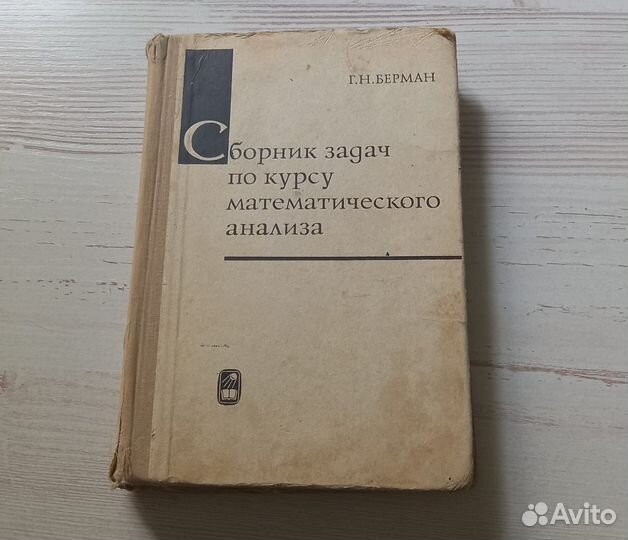 Г.Н.БЕРМАН
Сборник задач
по курсу
математического
анализа
Avito